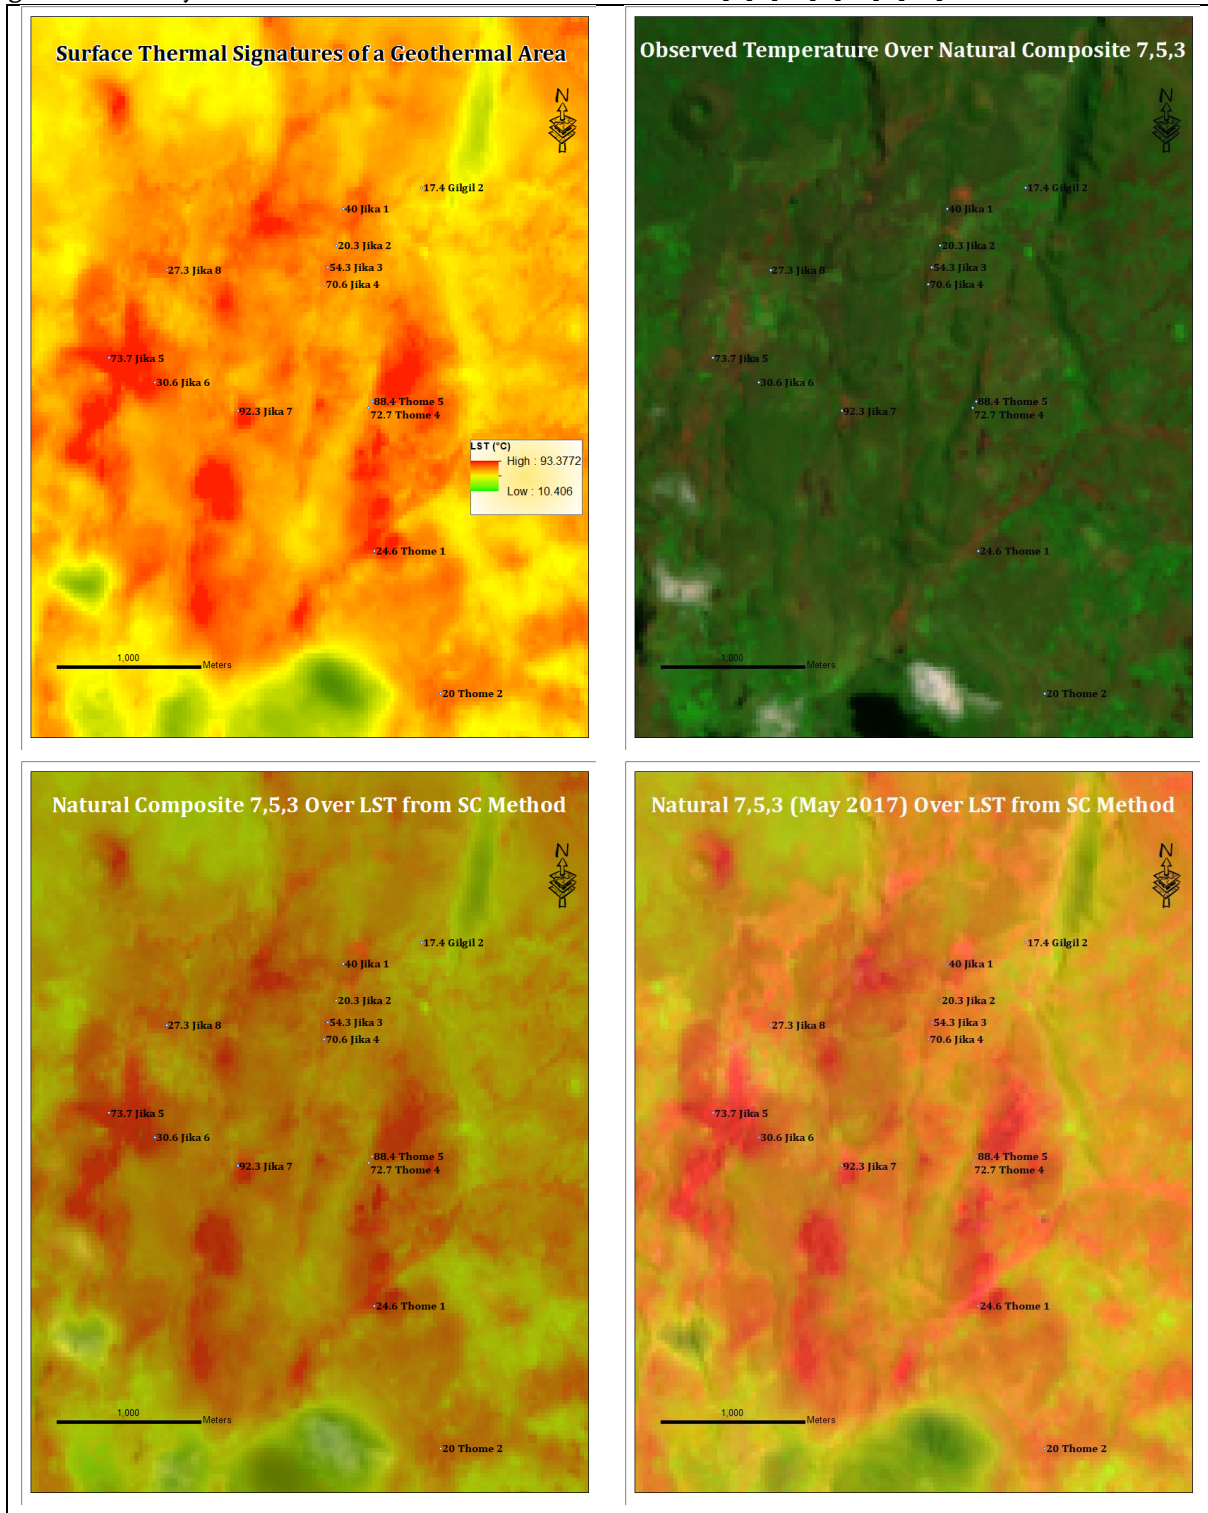 Surface Thermal Signatures of a Geothermal Area
N
17.4 Gilgil 2
40 Jika 1
20.3 Jika 2
54.3 Jika 3
27.3 Jika 8
70.6 Jika 4
73.7 Jika 5
30.6 Jika 6
88.4 Thome 5
92.3 Jika 7
72.7 Thome 4
LST (°C)
High : 93.3772
Low : 10.406
24.6 Thome 1
1,000
Meters
20 Thome 2
Observed Temperature Over Natural Composite 7,5,3
N
17.4 Gilgil 2
40 Jika 1
20.3 Jika 2
54.3 Jika 3
27.3 Jika 8
70.6 Jika 4
73.7 Jika 5
30.6 Jika 6
88.4 Thome 5
92.3 Jika 7
72.7 Thome 4
24.6 Thome 1
1,000
Meters
20 Thome 2
Natural Composite 7,5,3 Over LST from SC Method
N
17.4 Gilgil 2
40 Jika 1
20.3 Jika 2
54.3 Jika 3
27.3 Jika 8
70.6 Jika 4
73.7 Jika 5
30.6 Jika 6
88.4 Thome 5
92.3 Jika 7
72.7 Thome 4
24.6 Thome 1
1,000
Meters
20 Thome 2
Natural 7,5,3 (May 2017) Over LST from SC Method
N
17.4 Gilgil 2
40 Jika 1
20.3 Jika 2
54.3 Jika 3
27.3 Jika 8
70.6 Jika 4
73.7 Jika 5
30.6 Jika 6
88.4 Thome 5
92.3 Jika 7
72.7 Thome 4
24.6 Thome 1
1,000
Meters
20 Thome 2